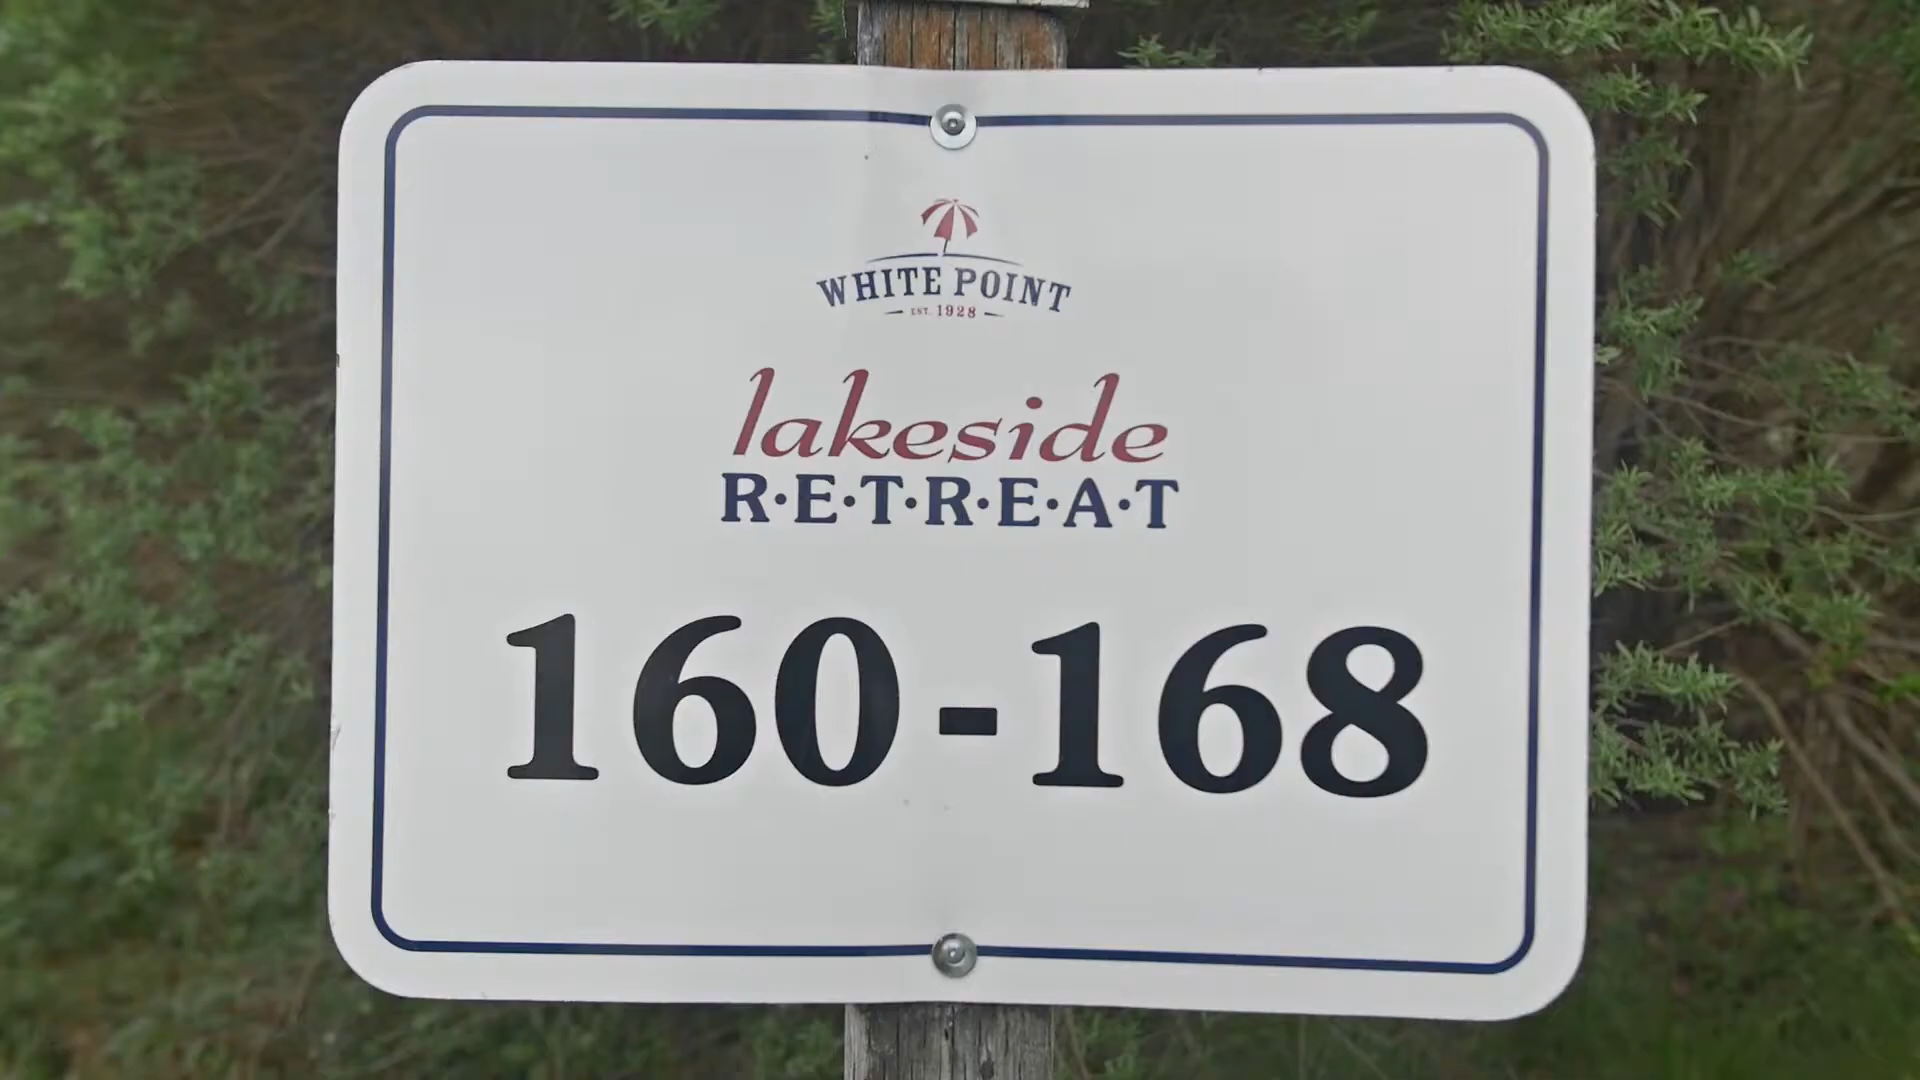 WHITE POINT
EST. 1928
lakeside
R·E·T·R·E·A·T
160-168